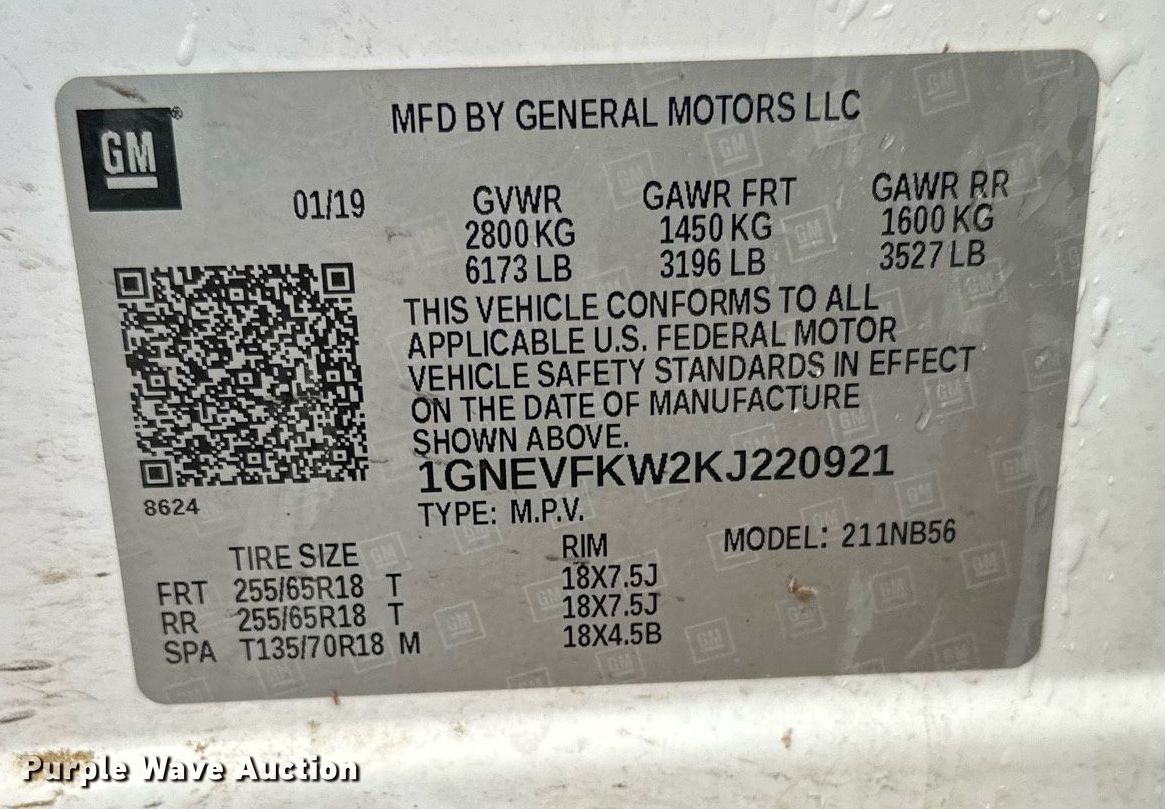 GM ®
MFD BY GENERAL MOTORS LLC
01/19
GVWR GAWR FRT GAWR RR
2800 KG 1450 KG 1600 KG
6173 LB 3196 LB 3527 LB
THIS VEHICLE CONFORMS TO ALL
APPLICABLE U.S. FEDERAL MOTOR
VEHICLE SAFETY STANDARDS IN EFFECT
ON THE DATE OF MANUFACTURE
SHOWN ABOVE.
1GNEVFKW2KJ220921
8624
TYPE: M.P.V.
TIRE SIZE RIM MODEL: 211NB56
FRT 255/65R18 T 18X7.5J
RR 255/65R18 T 18X7.5J
SPA T135/70R18 M 18X4.5B
Purple Wave Auction